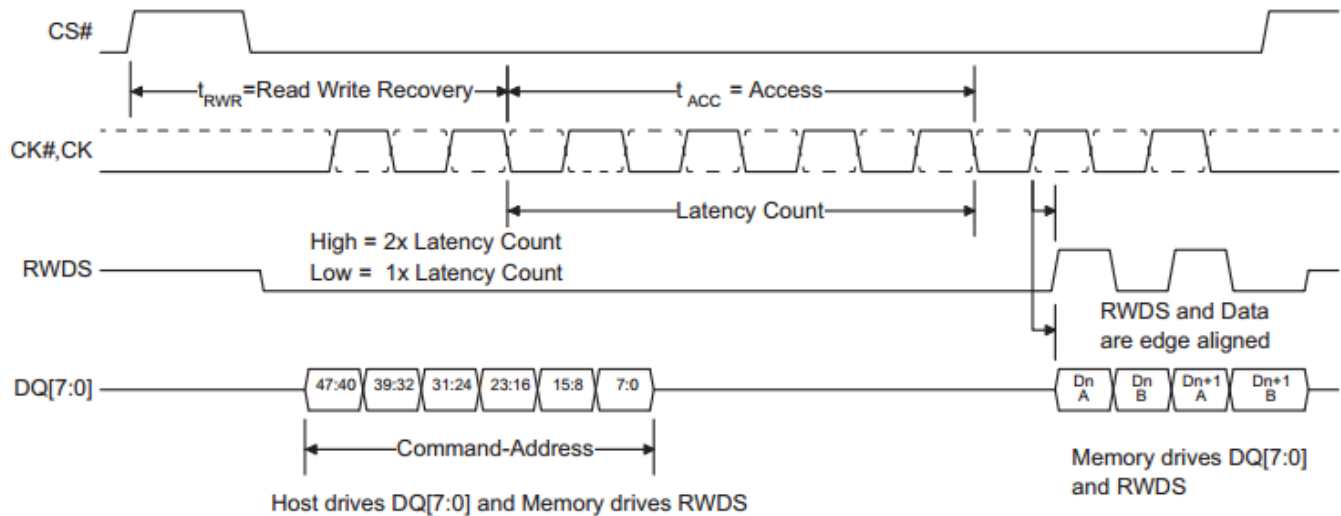 CS#
t RWR =Read Write Recovery
t ACC = Access
CK#,CK
Latency Count
High = 2x Latency Count
Low = 1x Latency Count
RWDS
RWDS and Data
are edge aligned
DQ[7:0]
47:40 39:32 31:24 23:16 15:8 7:0
Dn A Dn B Dn+1 A Dn+1 B
Command-Address
Memory drives DQ[7:0]
and RWDS
Host drives DQ[7:0] and Memory drives RWDS